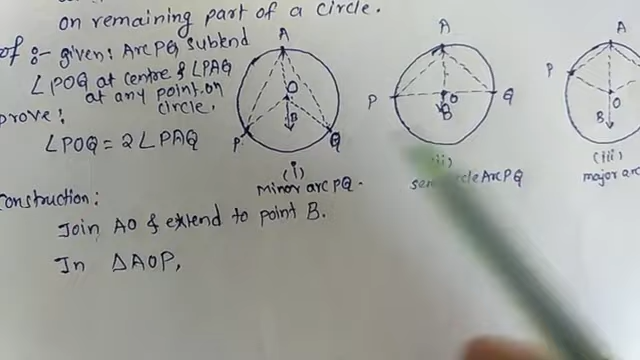 on remaining part of a circle.
of :- given: Arc PQ, Subtend
∠POQ at centre & ∠PAQ
at any point on
circle.
prove:
∠POQ = 2∠PAQ
A
O
B
P
Q
(i)
Minor arc PQ.
A
P
O
Q
B
(ii)
Arc PQ
A
P
O
B
(iii)
major arc
Construction:
Join AO & extend to point B.
In ΔAOP,